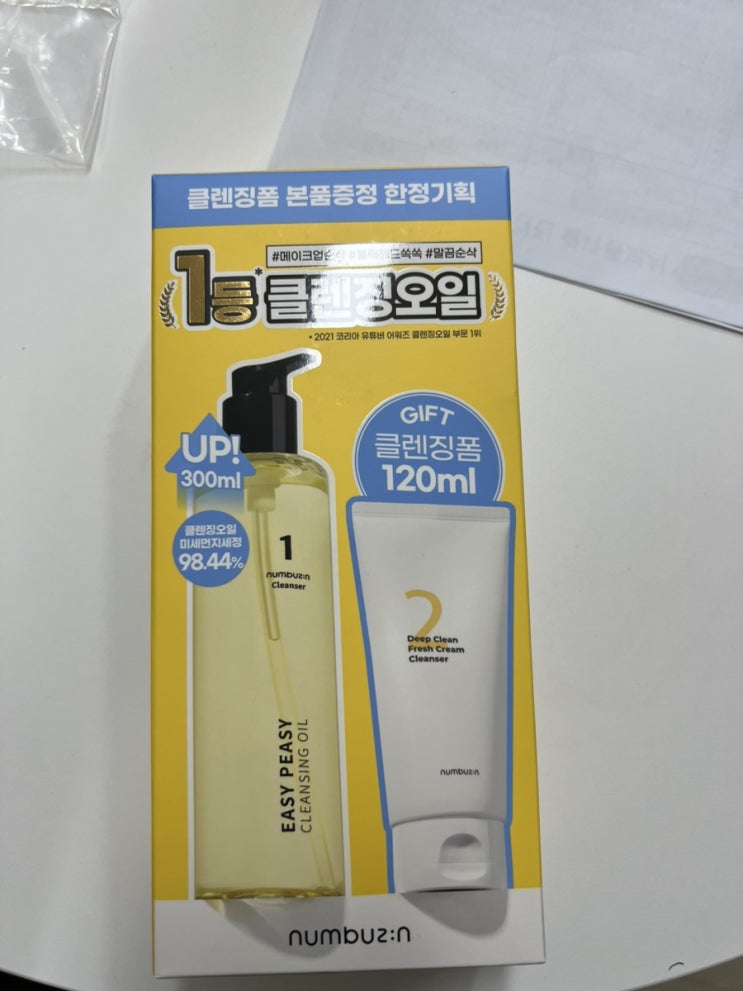 클렌징폼 본품증정 한정기획
#메이크업순삭 #블랙헤드쏙쏙 #말끔순삭
1등* 클렌징오일
* 2021 코리아 유튜버 어워즈 클렌징오일 부문 1위
UP!
300ml
클렌징오일
미세먼지세정
98.44%
1
numbuz:n
Cleanser
EASY PEASY
CLEANSING OIL
GIFT
클렌징폼
120ml
2
Deep Clean
Fresh Cream
Cleanser
numbuz:n
numbuz:n